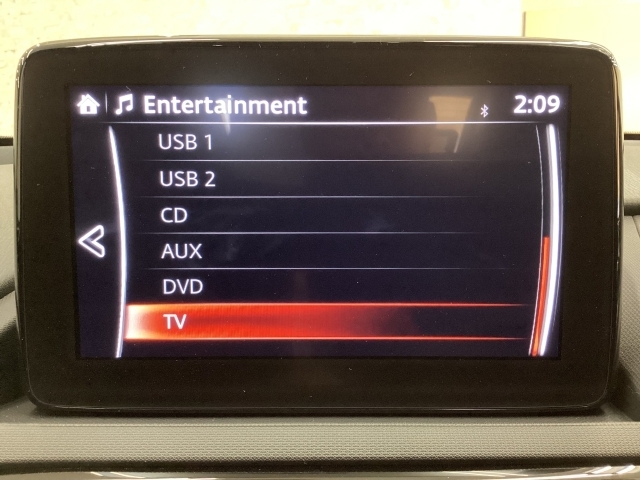 Entertainment 2:09
USB 1
USB 2
CD
AUX
DVD
TV